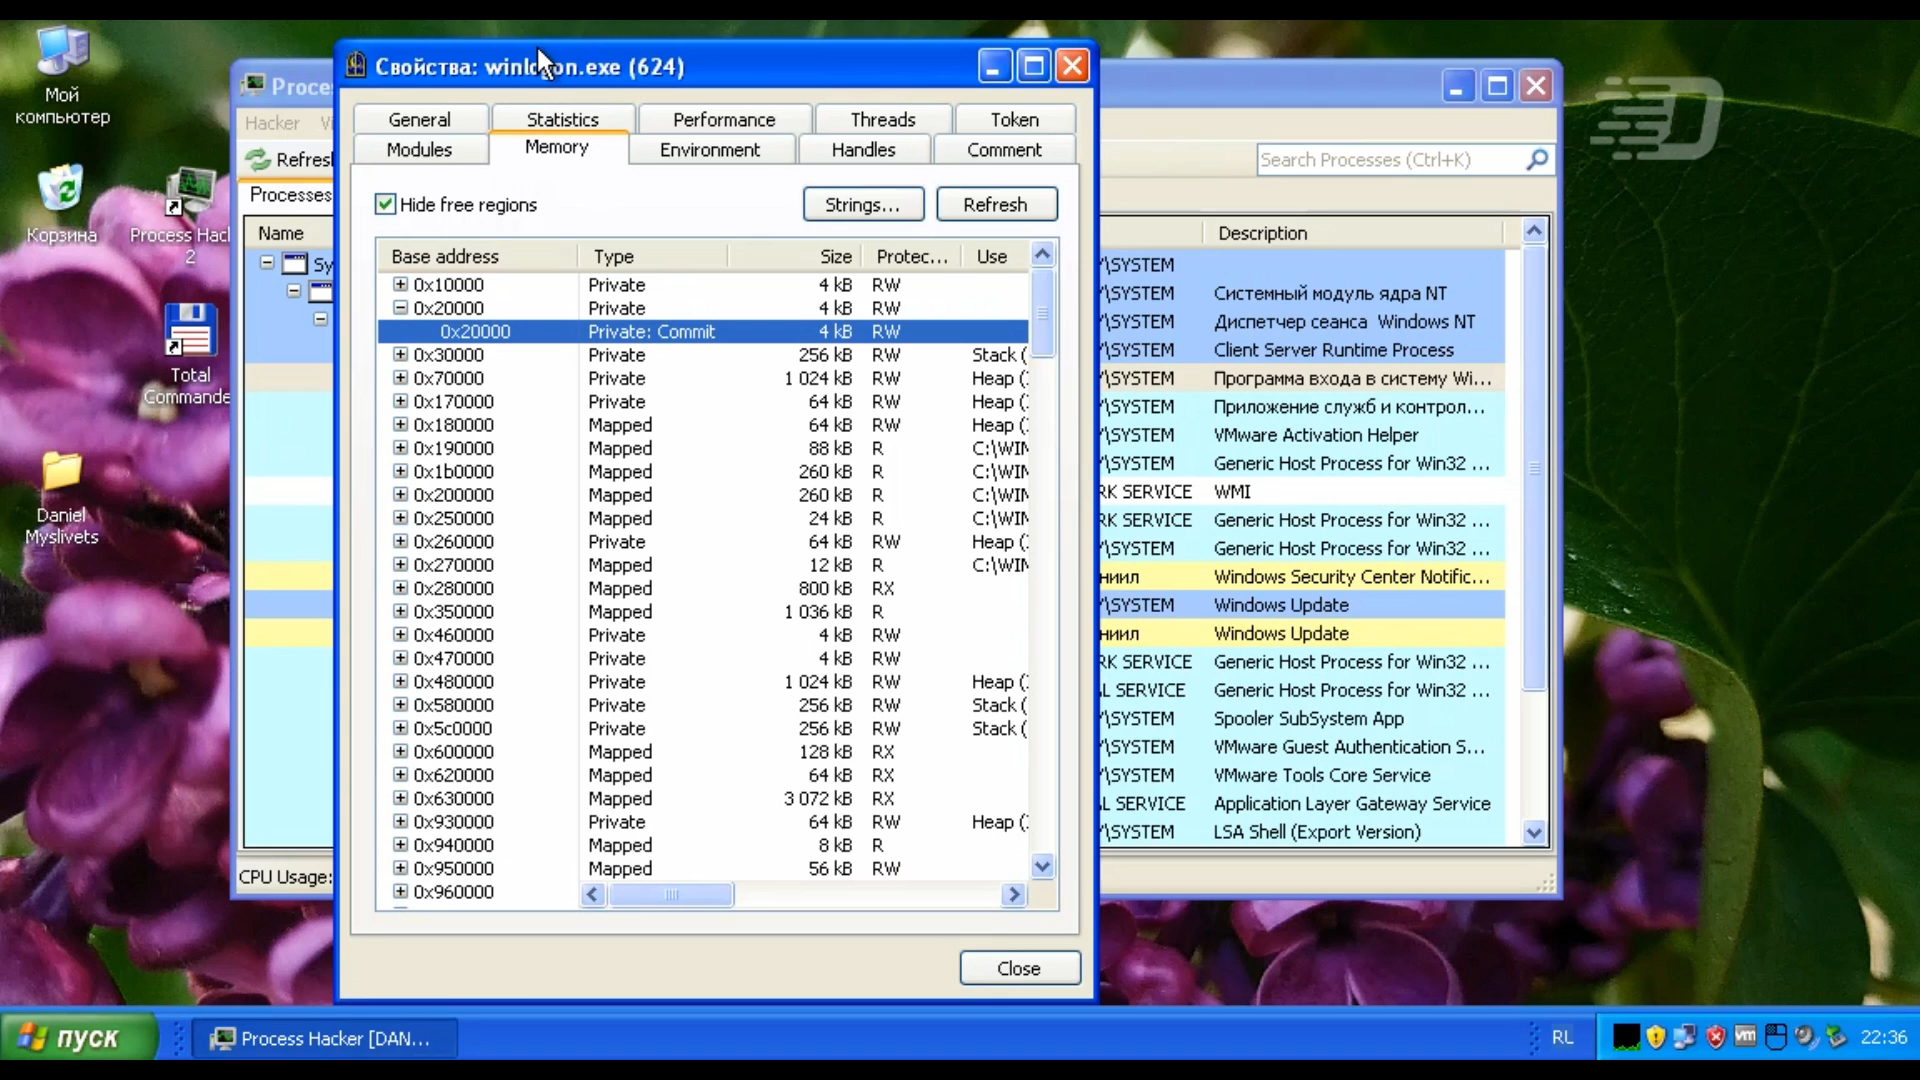 Мой
компьютер
Корзина
Process Hac
2
Total
Commande
Daniel
Myslivets
Proce
Hacker
Vi
Refres
Processes
Name
Sy
CPU Usage:
Свойства: winlogon.exe (624)
General Statistics Performance Threads Token
Modules Memory Environment Handles Comment
Hide free regions Strings... Refresh
Base address Type Size Protec... Use
0x10000 Private 4 kB RW
0x20000 Private 4 kB RW
0x20000 Private: Commit 4 kB RW
0x30000 Private 256 kB RW Stack (
0x70000 Private 1 024 kB RW Heap (
0x170000 Private 64 kB RW Heap (
0x180000 Mapped 64 kB RW Heap (
0x190000 Mapped 88 kB R C:\WIN
0x1b0000 Mapped 260 kB R C:\WIN
0x200000 Mapped 260 kB R C:\WIN
0x250000 Mapped 24 kB R C:\WIN
0x260000 Mapped 64 kB RW Heap (
0x270000 Mapped 12 kB R C:\WIN
0x280000 Mapped 800 kB RX
0x350000 Mapped 1 036 kB R
0x460000 Private 4 kB RW
0x470000 Private 4 kB RW
0x480000 Private 1 024 kB RW Heap (
0x580000 Private 256 kB RW Stack (
0x5c0000 Private 256 kB RW Stack (
0x600000 Mapped 128 kB RX
0x620000 Mapped 64 kB RX
0x630000 Mapped 3 072 kB RX
0x930000 Private 64 kB RW Heap (
0x940000 Mapped 8 kB R
0x950000 Mapped 56 kB RW
0x960000
Close
Search Processes (Ctrl+K)
Description
\SYSTEM
\SYSTEM Системный модуль ядра NT
\SYSTEM Диспетчер сеанса Windows NT
\SYSTEM Client Server Runtime Process
\SYSTEM Программа входа в систему Wi...
\SYSTEM Приложение служб и контрол...
\SYSTEM VMware Activation Helper
\SYSTEM Generic Host Process for Win32 ...
RK SERVICE WMI
RK SERVICE Generic Host Process for Win32 ...
\SYSTEM Generic Host Process for Win32 ...
ниил Windows Security Center Notific...
\SYSTEM Windows Update
ниил Windows Update
RK SERVICE Generic Host Process for Win32 ...
L SERVICE Generic Host Process for Win32 ...
\SYSTEM Spooler SubSystem App
\SYSTEM VMware Guest Authentication S...
\SYSTEM VMware Tools Core Service
L SERVICE Application Layer Gateway Service
\SYSTEM LSA Shell (Export Version)
пуск Process Hacker [DAN... RL vm 22:36